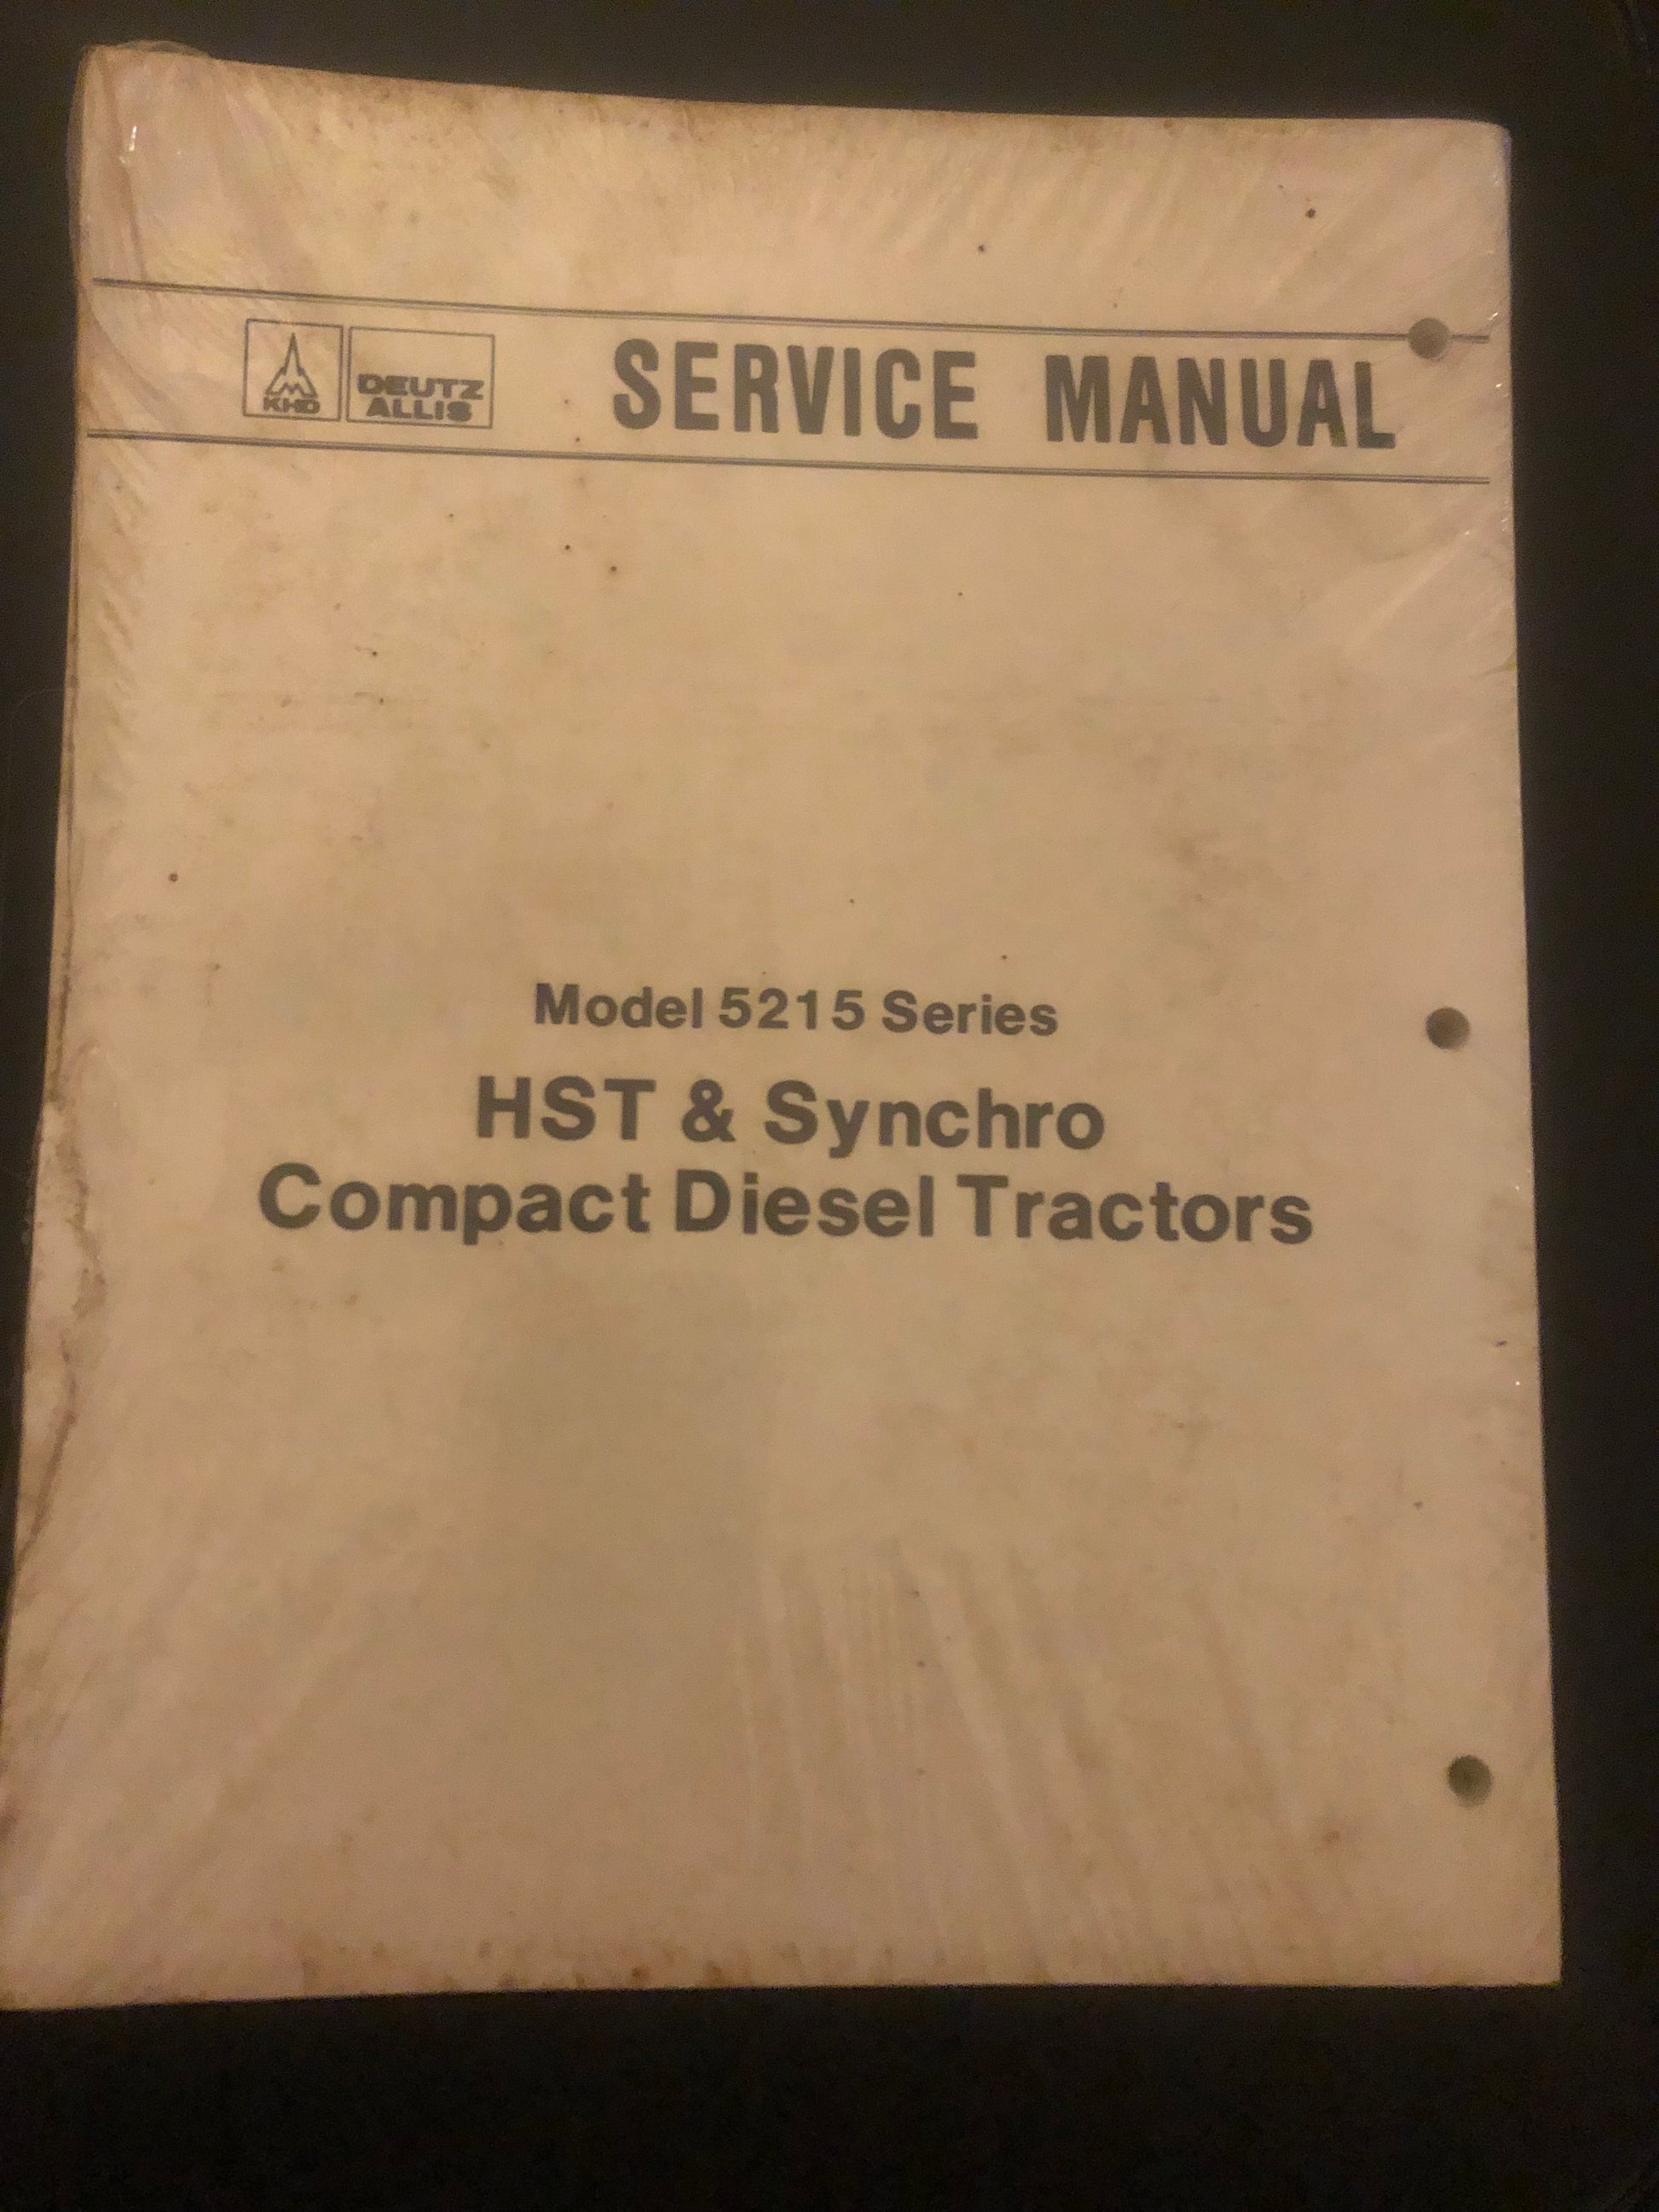 KHD
DEUTZ
ALLIS
SERVICE MANUAL
Model 5215 Series
HST & Synchro
Compact Diesel Tractors